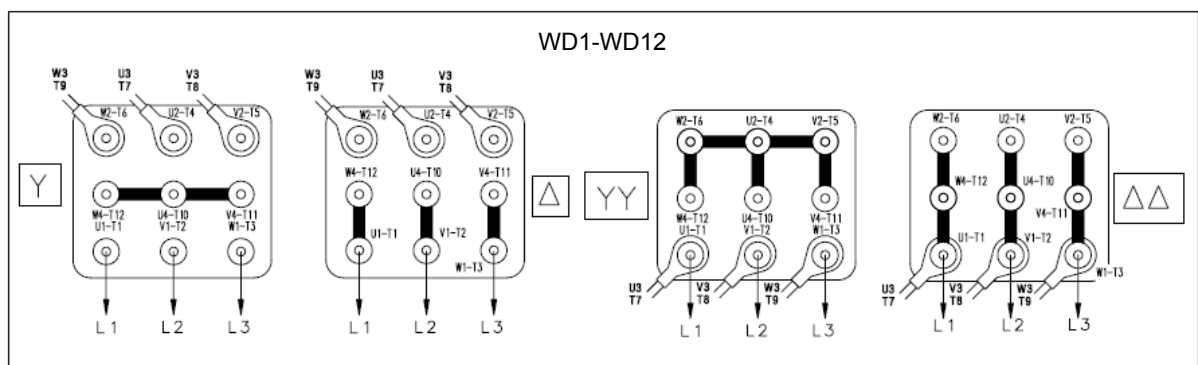 WD1-WD12
W3 T9 U3 T7 V3 T8
W2-T6 U2-T4 V2-T5
Y
W4-T12 U4-T10 V4-T11
U1-T1 V1-T2 W1-T3
L1 L2 L3
W3 T9 U3 T7 V3 T8
W2-T6 U2-T4 V2-T5
W4-T12 U4-T10 V4-T11
Δ
U1-T1 V1-T2 W1-T3
L1 L2 L3
W2-T6 U2-T4 V2-T5
YY
W4-T12 U4-T10 V4-T11
U1-T1 V1-T2 W1-T3
U3 T7 V3 T8 W3 T9
L1 L2 L3
W2-T6 U2-T4 V2-T5
W4-T12 U4-T10 V4-T11
ΔΔ
U1-T1 V1-T2 W1-T3
U3 T7 V3 T8 W3 T9
L1 L2 L3